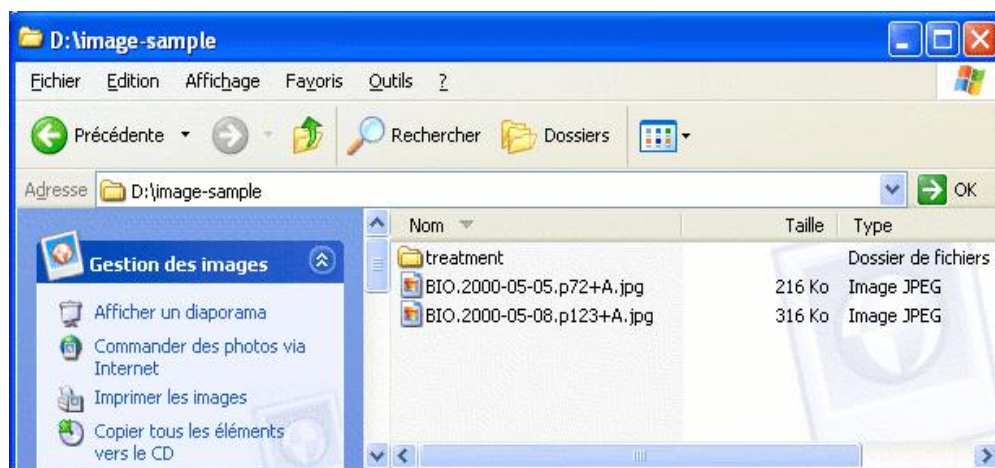 D:\image-sample
Fichier Edition Affichage Favoris Outils ?
Précédente Rechercher Dossiers
Adresse D:\image-sample OK
Nom Taille Type
treatment Dossier de fichiers
BIO.2000-05-05.p72+A.jpg 216 Ko Image JPEG
BIO.2000-05-08.p123+A.jpg 316 Ko Image JPEG
Gestion des images
Afficher un diaporama
Commander des photos via
Internet
Imprimer les images
Copier tous les éléments
vers le CD